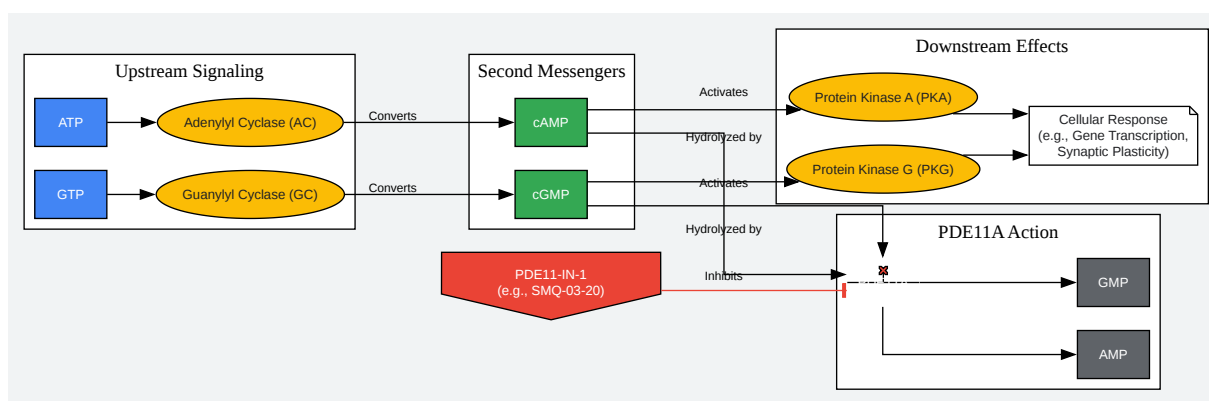 Upstream Signaling
ATP
Adenylyl Cyclase (AC)
GTP
Guanylyl Cyclase (GC)
Converts
Converts
Second Messengers
cAMP
cGMP
Activates
Hydrolyzed by
Activates
Hydrolyzed by
Inhibits
Downstream Effects
Protein Kinase A (PKA)
Protein Kinase G (PKG)
Cellular Response
(e.g., Gene Transcription,
Synaptic Plasticity)
PDE11-IN-1
(e.g., SMQ-03-20)
PDE11A Action
GMP
AMP